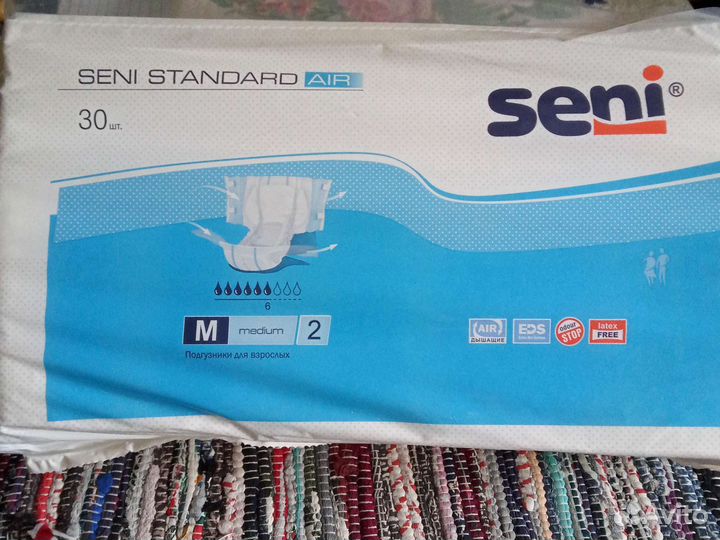 SENI STANDARD AIR
seni®
30 шт.
6
M medium 2
Подгузники для взрослых
AIR
ДЫШАЩИЕ
EDS
odour
STOP
latex
FREE
Avito